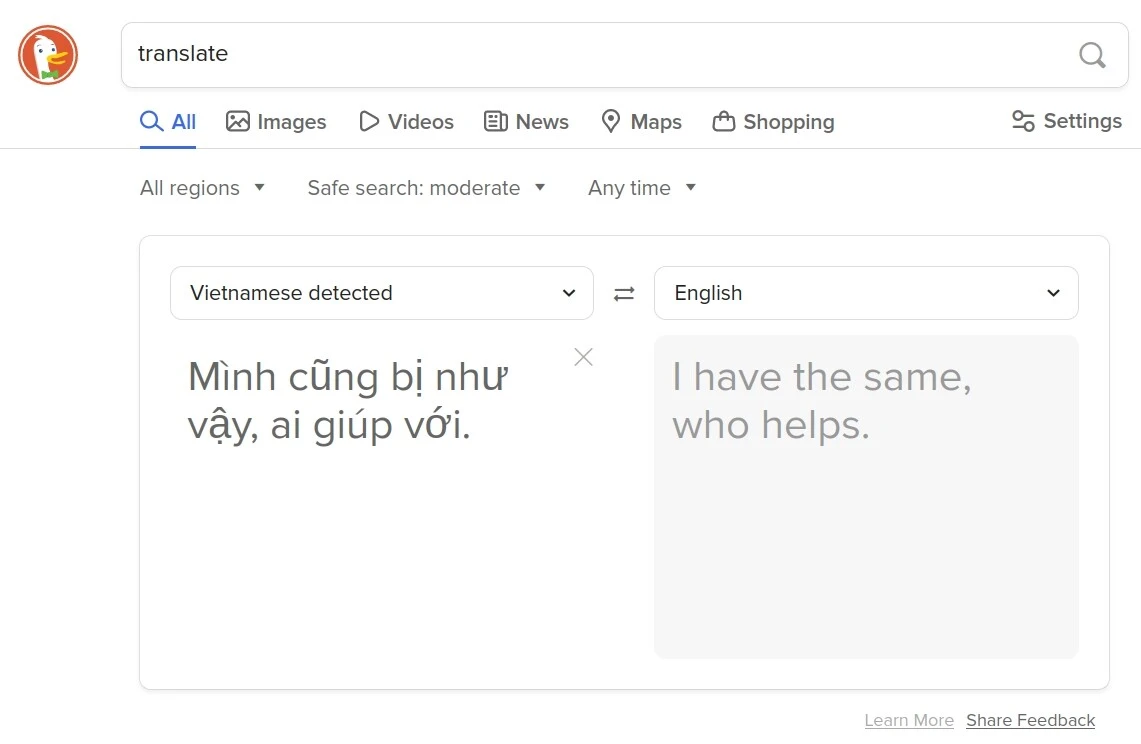 translate
All Images Videos News Maps Shopping Settings
All regions Safe search: moderate Any time
Vietnamese detected
English
Mình cũng bị như
vậy, ai giúp với.
I have the same,
who helps.
Learn More Share Feedback